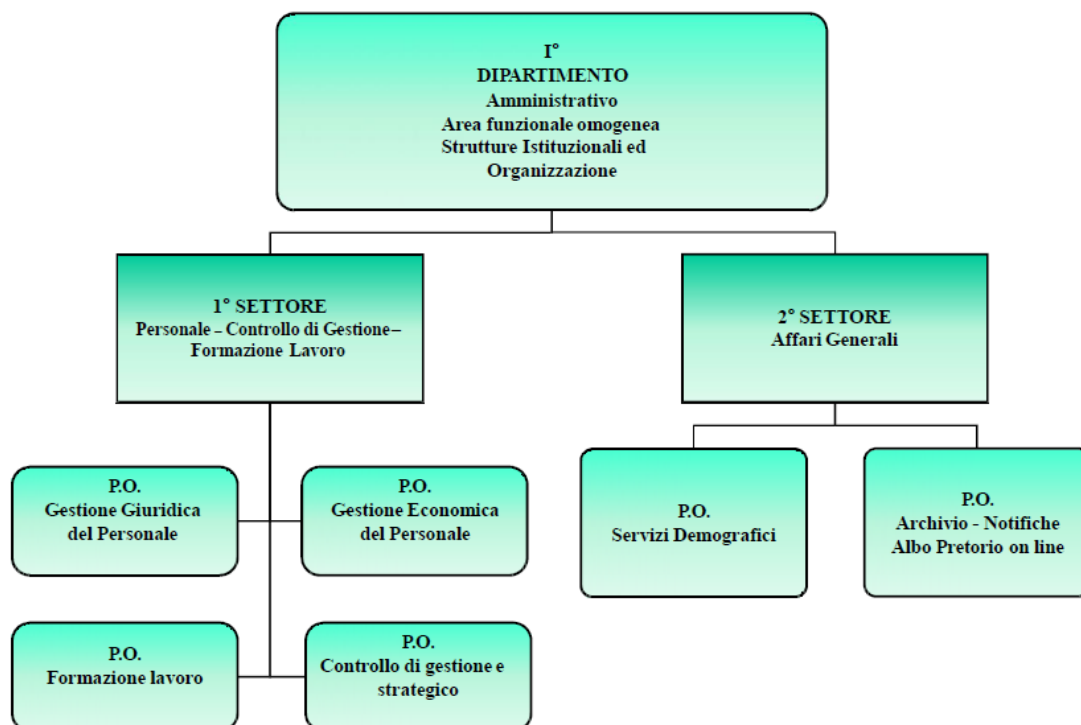 I°
DIPARTIMENTO
Amministrativo
Area funzionale omogenea
Strutture Istituzionali ed
Organizzazione
1° SETTORE
Personale - Controllo di Gestione–
Formazione Lavoro
2° SETTORE
Affari Generali
P.O.
Gestione Giuridica
del Personale
P.O.
Gestione Economica
del Personale
P.O.
Formazione lavoro
P.O.
Controllo di gestione e
strategico
P.O.
Servizi Demografici
P.O.
Archivio - Notifiche
Albo Pretorio on line